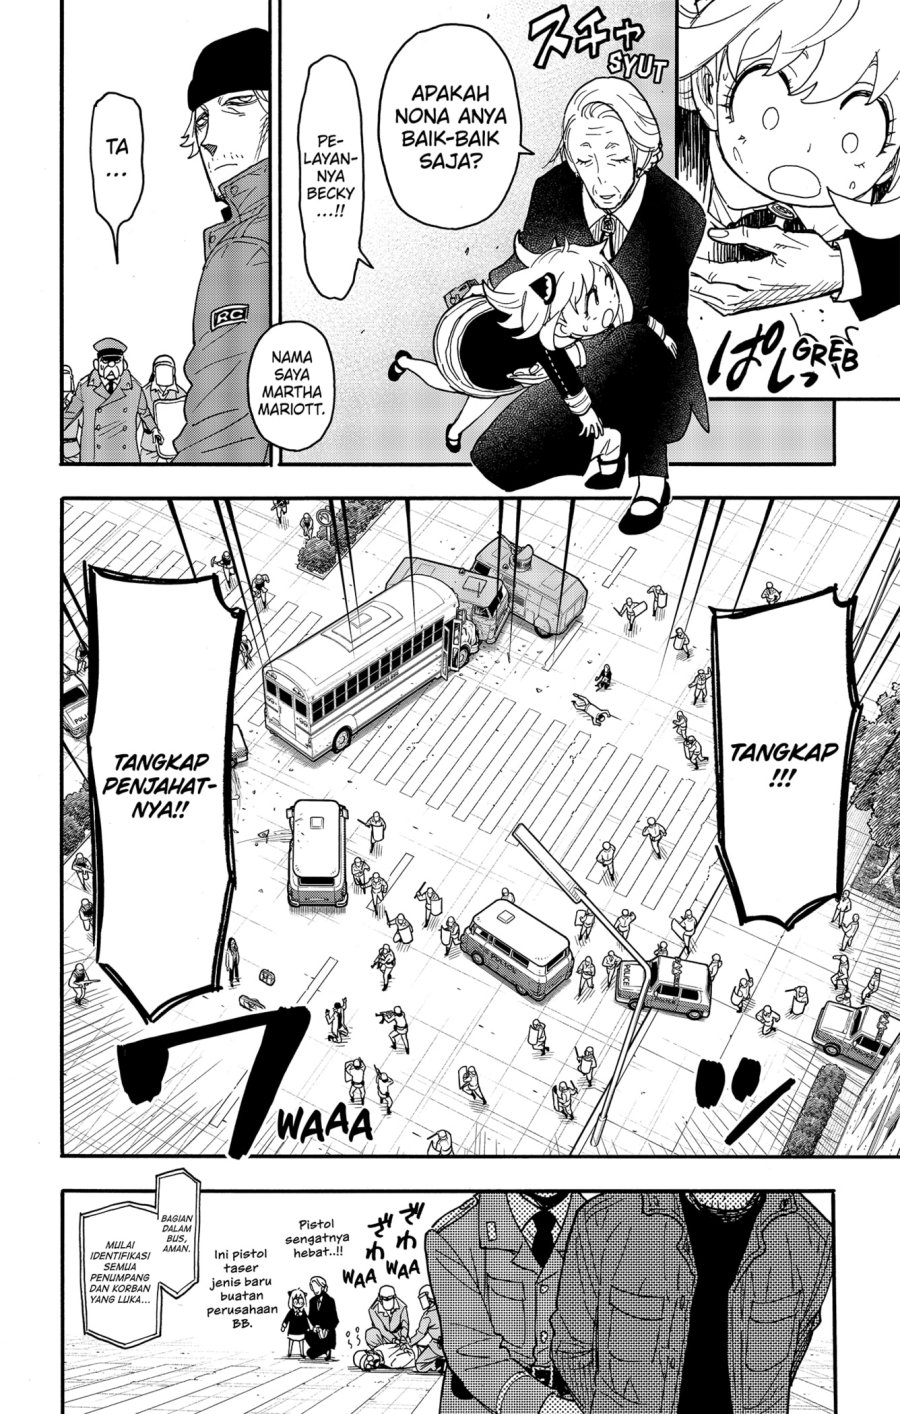 ぱしっ
GREB
スチャ
SYUT
APAKAH
NONA ANYA
BAIK-BAIK
SAJA?
PE-
LAYAN-
NYA
BECKY
...!!
NAMA
SAYA
MARTHA
MARIOTT.
RC
TA
...
TANGKAP
!!!
TANGKAP
PENJAHAT-
NYA!!
POLICE
ワ
ッ
WAAA
ざわ
ざわ
WAA
WAA
Pistol
sengatnya
hebat..!!
Ini pistol
taser
jenis baru
buatan
perusahaan
BB.
BAGIAN
DALAM
BUS,
AMAN.
MULAI
IDENTIFIKASI
SEMUA
PENUMPANG
DAN KORBAN
YANG LUKA...